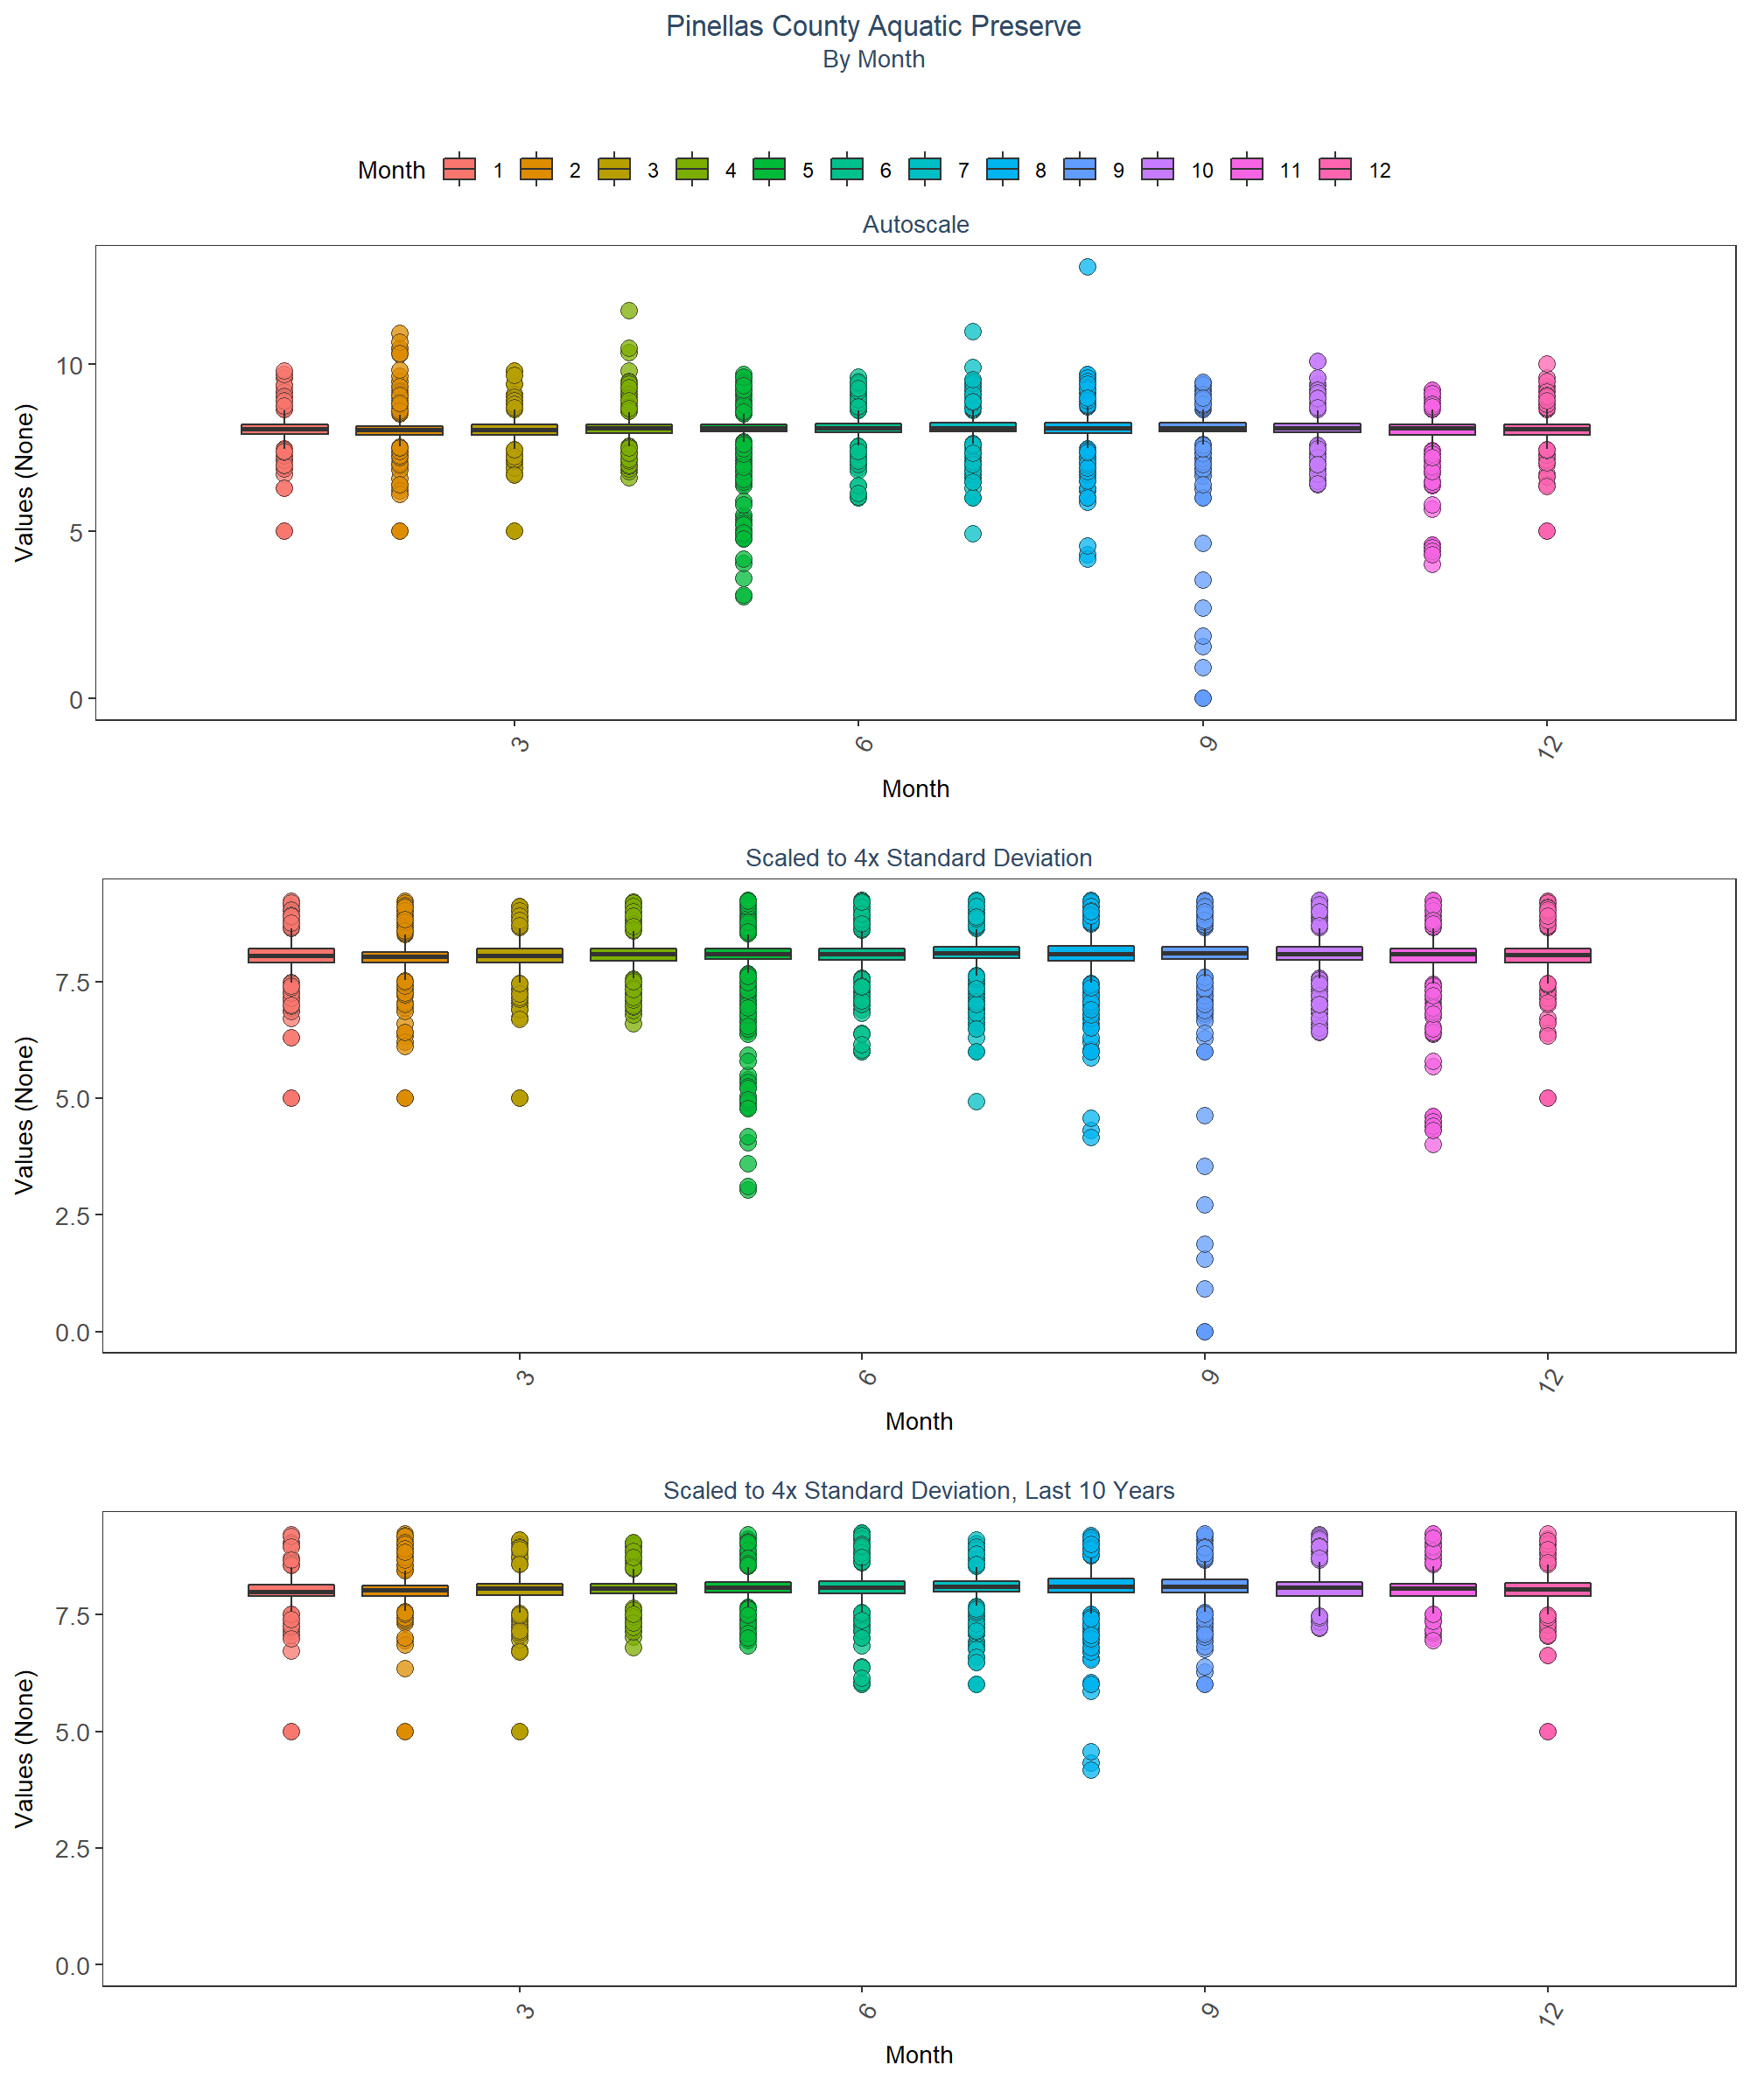 Pinellas County Aquatic Preserve
By Month
Month 1 2 3 4 5 6 7 8 9 10 11 12
Autoscale
Values (None)
10
5
0
3 6 9 12
Month
Scaled to 4x Standard Deviation
Values (None)
7.5
5.0
2.5
0.0
3 6 9 12
Month
Scaled to 4x Standard Deviation, Last 10 Years
Values (None)
7.5
5.0
2.5
0.0
3 6 9 12
Month